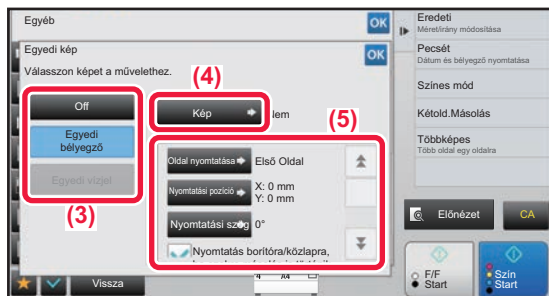 Egyéb
OK
Egyedi kép
OK
Válasszon képet a művelethez.
(4)
Off
Kép
(5)
Egyedi
bélyegző
Oldal nyomtatása
Első Oldal
Egyedi vízjel
Nyomtatási pozíció
X: 0 mm
Y: 0 mm
(3)
Nyomtatási szög
0°
Nyomtatás borítóra/közlapra,
A4
Vissza
Eredeti
Méret/irány módosítása
Pecsét
Dátum és bélyegző nyomtatása
Színes mód
Kétold.Másolás
Többképes
Több oldal egy oldalra
Előnézet
CA
F/F
Start
Szín
Start